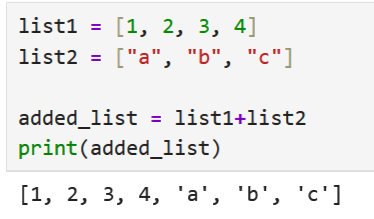 list1 = [1, 2, 3, 4]
list2 = ["a", "b", "c"]
added_list = list1+list2
print(added_list)
[1, 2, 3, 4, 'a', 'b', 'c']